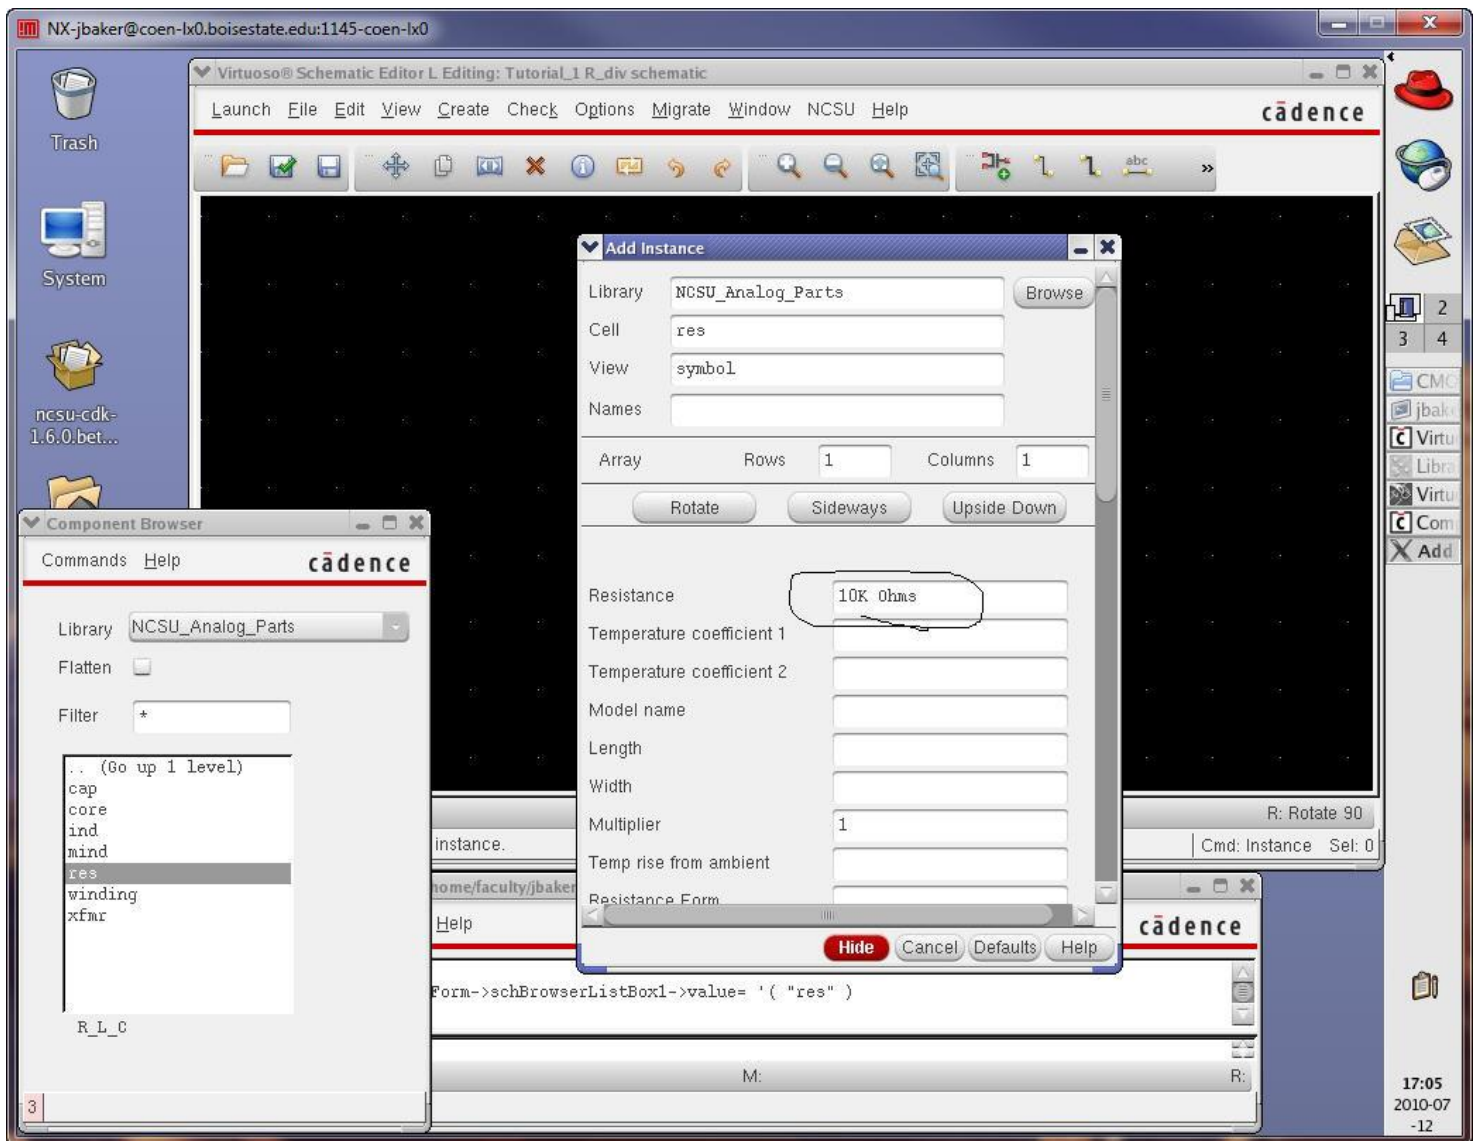 NX-jbaker@coen-lx0.boisestate.edu:1145-coen-lx0
Trash
System
ncsu-cdk-
1.6.0.bet...
Virtuoso® Schematic Editor L Editing: Tutorial_1 R_div schematic
Launch File Edit View Create Check Options Migrate Window NCSU Help
cādence
abc
»
Add Instance
Library NCSU_Analog_Parts Browse
Cell res
View symbol
Names
Array Rows 1 Columns 1
Rotate Sideways Upside Down
Resistance 10K Ohms
Temperature coefficient 1
Temperature coefficient 2
Model name
Length
Width
Multiplier 1
Temp rise from ambient
Resistance Form
Hide Cancel Defaults Help
Component Browser
Commands Help cādence
Library NCSU_Analog_Parts
Flatten
Filter *
.. (Go up 1 level)
cap
core
ind
mind
res
winding
xfmr
R_L_C
3
R: Rotate 90
instance. Cmd: Instance Sel: 0
home/faculty/jbaker
Help cādence
Form->schBrowserListBox1->value= '( "res" )
M: R:
2
3 4
CMC
jbak
Virtu
Libra
Virtu
Com
Add
17:05
2010-07
-12